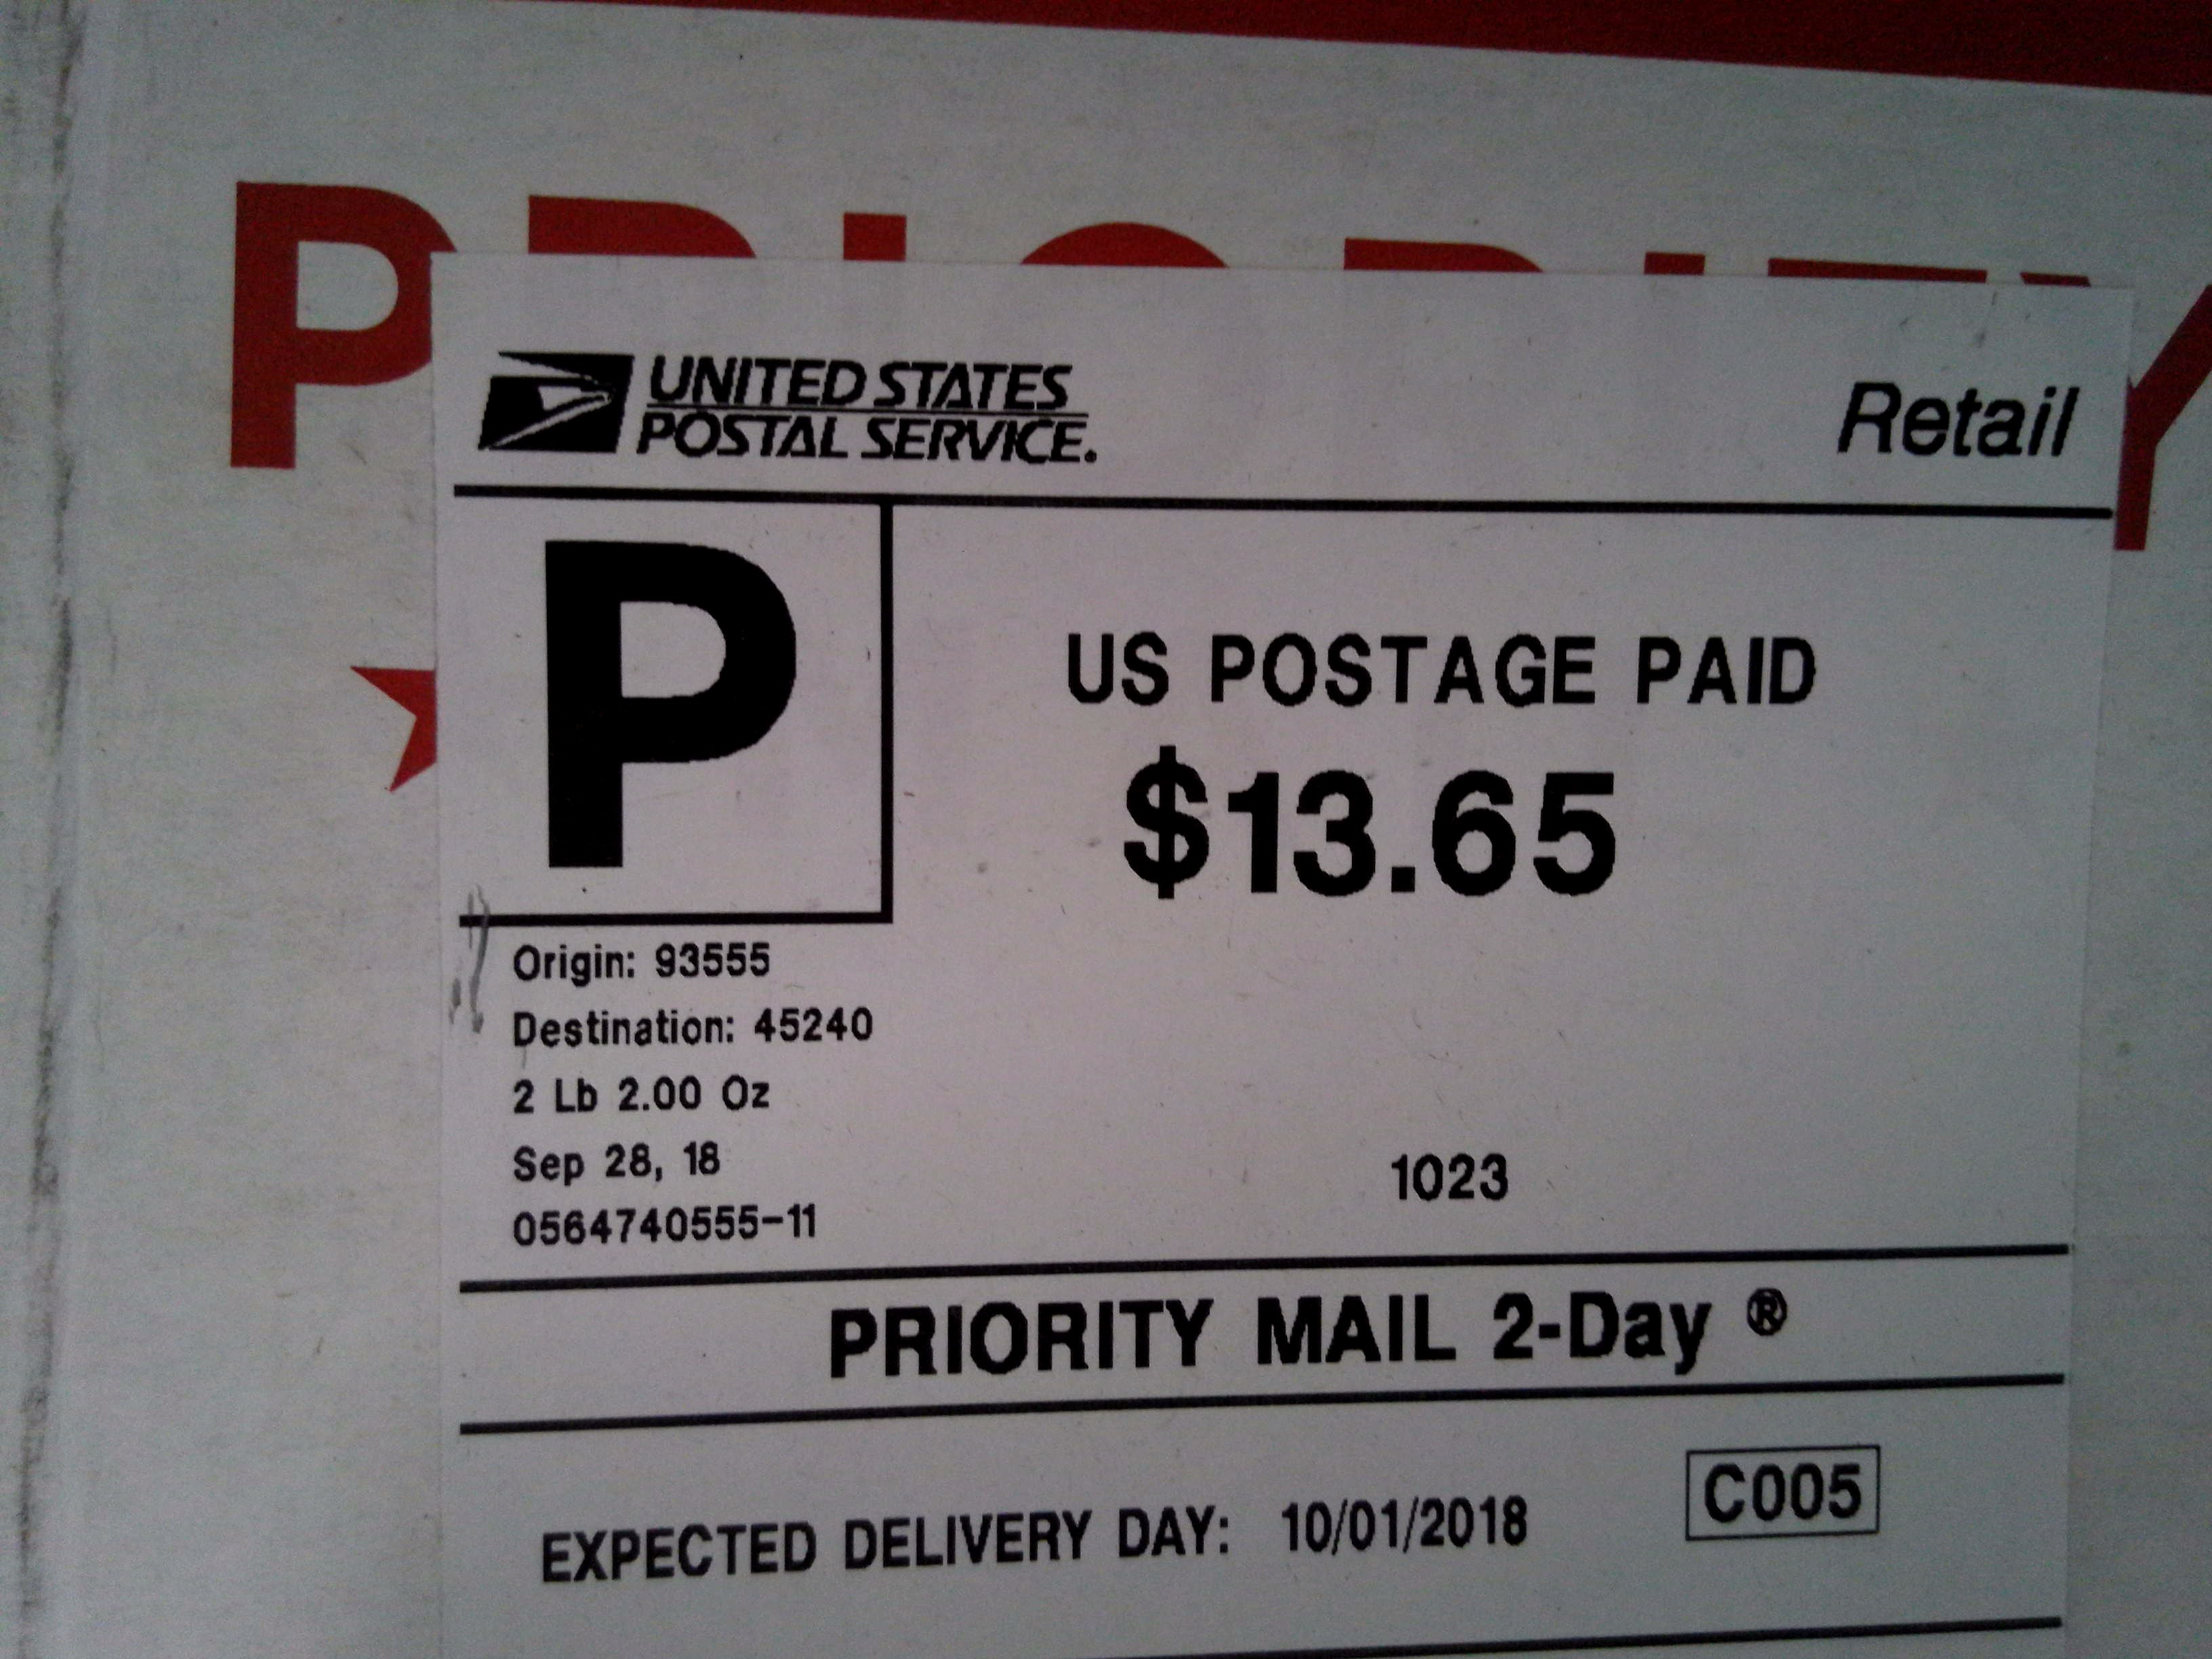 PRIORITY
UNITED STATES
POSTAL SERVICE.
Retail
P
US POSTAGE PAID
$13.65
Origin: 93555
Destination: 45240
2 Lb 2.00 Oz
Sep 28, 18
0564740555-11
1023
PRIORITY MAIL 2-Day ®
EXPECTED DELIVERY DAY: 10/01/2018
C005